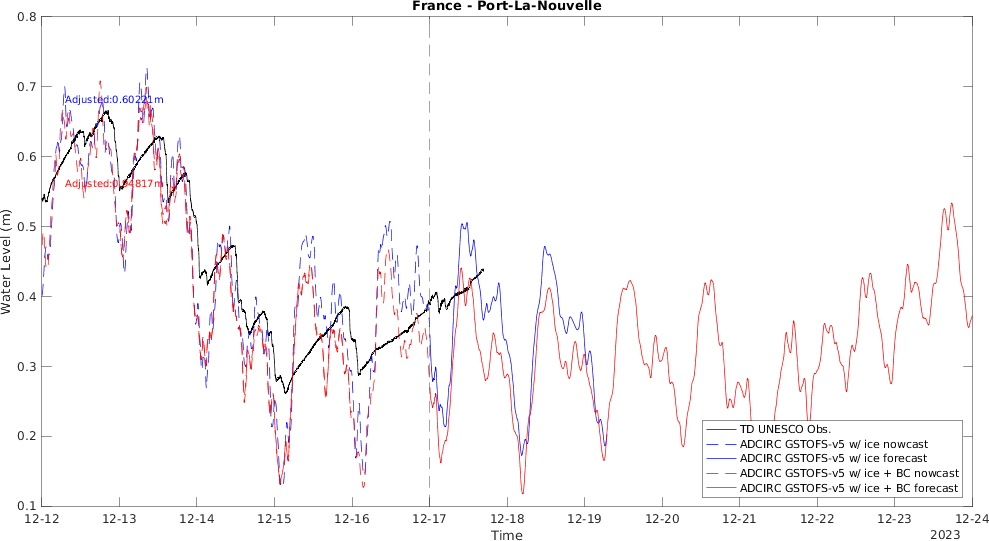 France - Port-La-Nouvelle
0.8
0.7
0.6
0.5
0.4
0.3
0.2
0.1
Water Level (m)
Adjusted:0.60221m
TD UNESCO Obs.
ADCIRC GSTOFS-v5 w/ ice nowcast
ADCIRC GSTOFS-v5 w/ ice forecast
ADCIRC GSTOFS-v5 w/ ice + BC nowcast
ADCIRC GSTOFS-v5 w/ ice + BC forecast
12-12 12-13 12-14 12-15 12-16 12-17 12-18 12-19 12-20 12-21 12-22 12-23 12-24
Time
2023